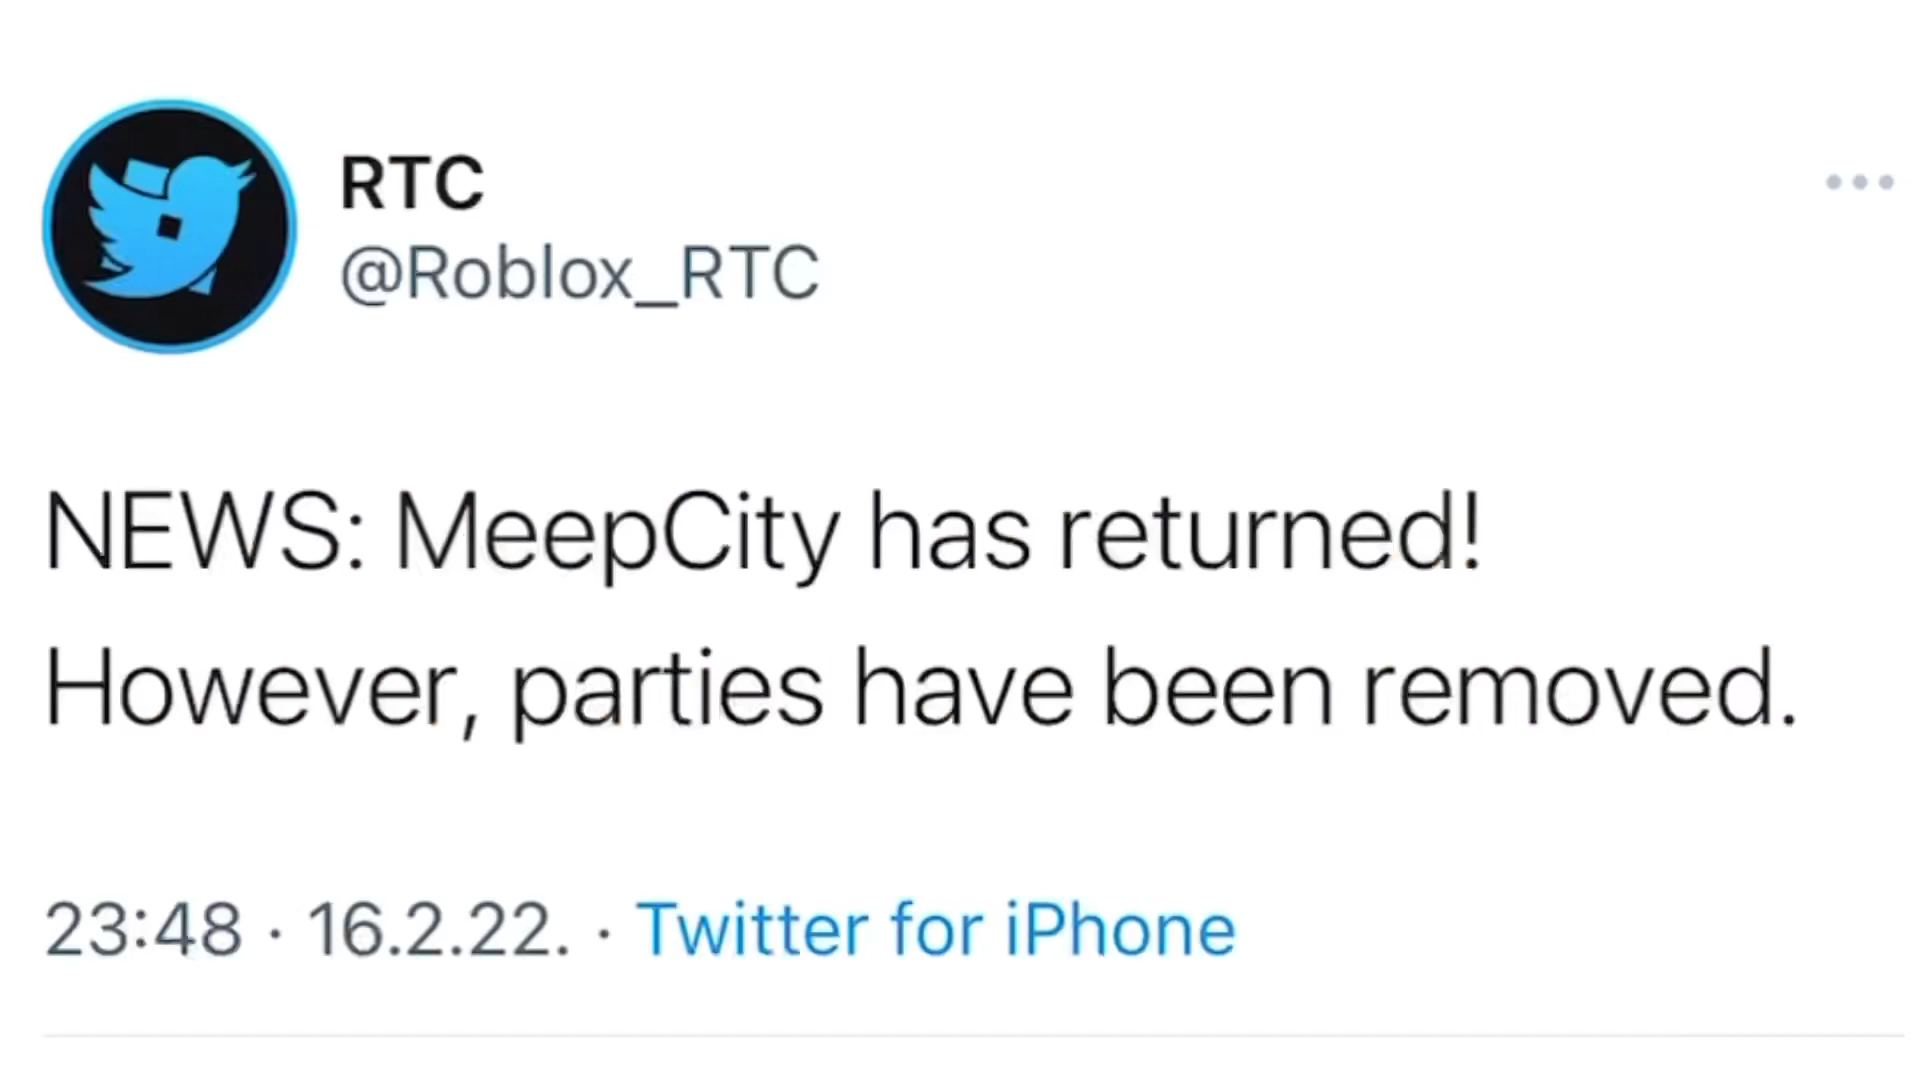 RTC
@Roblox_RTC
NEWS: MeepCity has returned!
However, parties have been removed.
23:48 · 16.2.22. · Twitter for iPhone